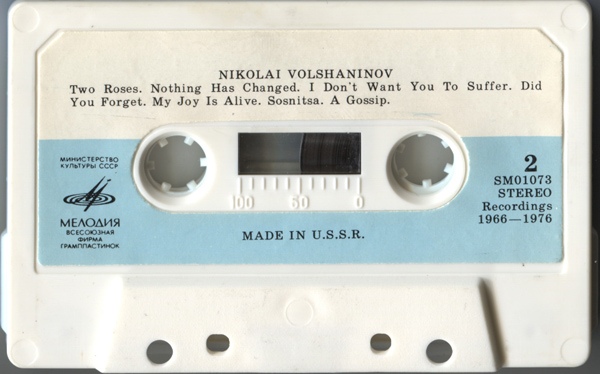 NIKOLAI VOLSHANINOV
Two Roses. Nothing Has Changed. I Don't Want You To Suffer. Did
You Forget. My Joy Is Alive. Sosnitsa. A Gossip.
МИНИСТЕРСТВО
КУЛЬТУРЫ СССР
МЕЛОДИЯ
ВСЕСОЮЗНАЯ
ФИРМА
ГРАМПЛАСТИНОК
100 50 0
MADE IN U.S.S.R.
2
SM01073
STEREO
Recordings
1966—1976